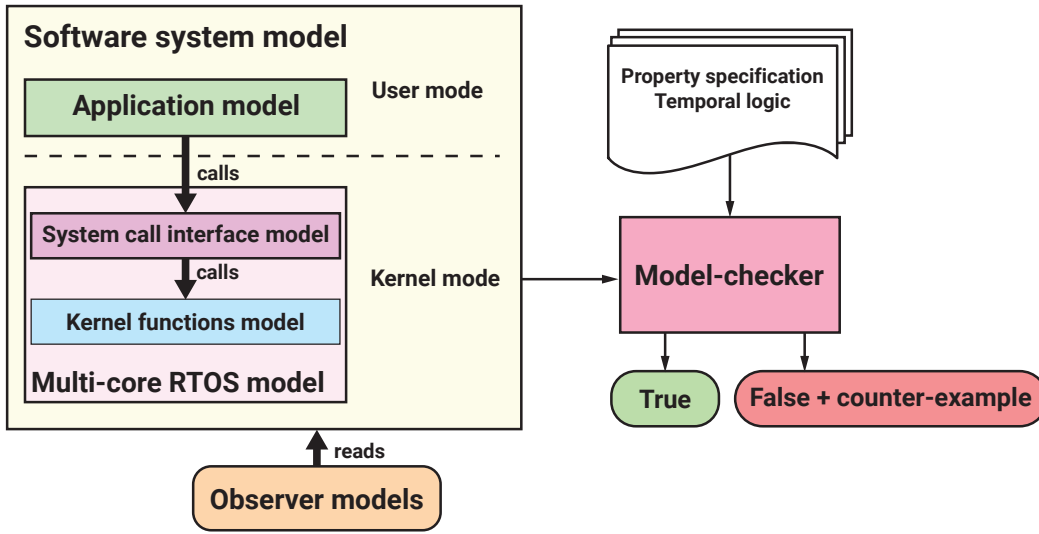 Software system model
Application model
User mode
calls
System call interface model
calls
Kernel functions model
Kernel mode
Multi-core RTOS model
reads
Observer models
Property specification
Temporal logic
Model-checker
True
False + counter-example